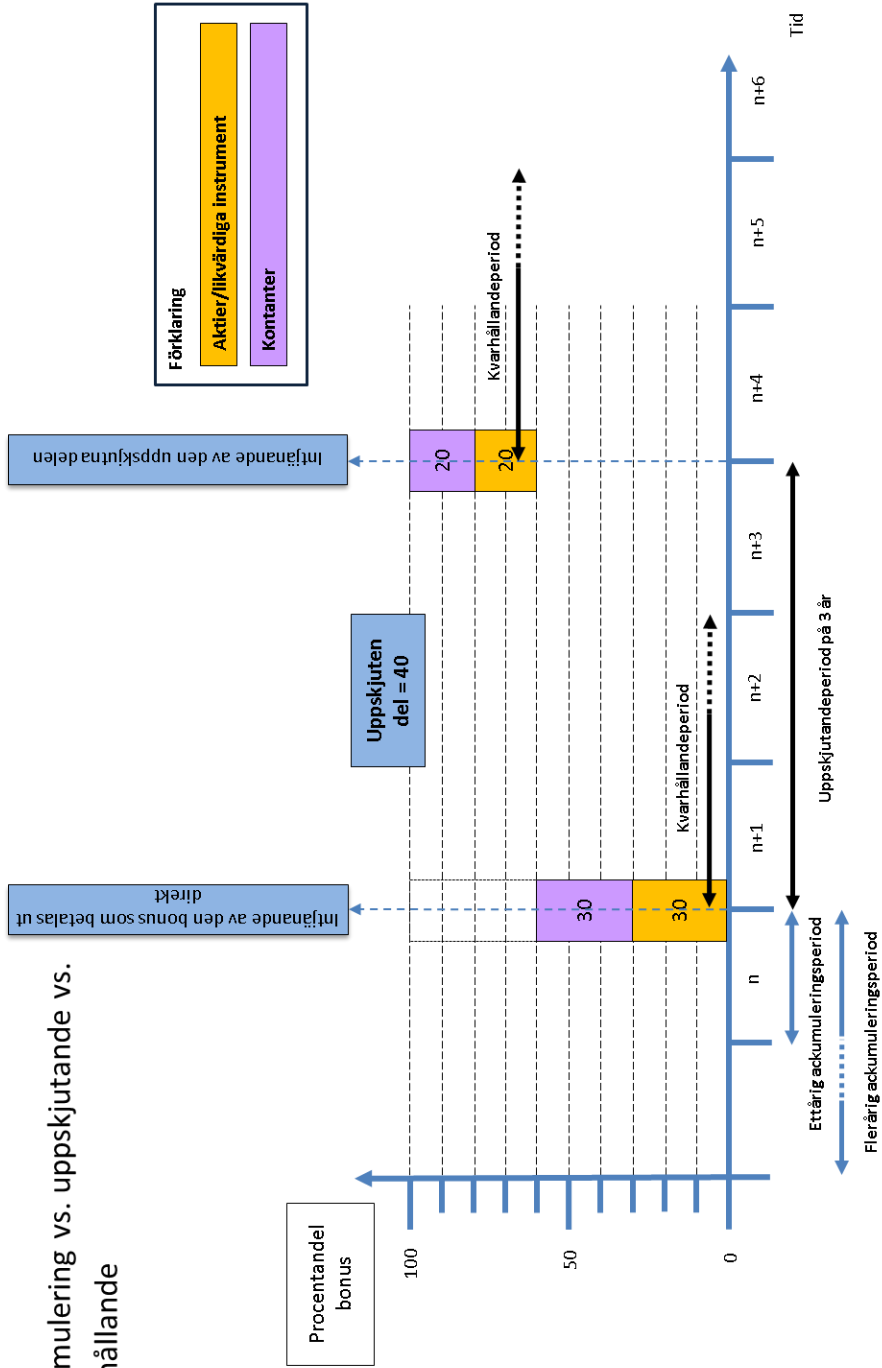 mulering vs. uppskjutande vs.
hållande
Förklaring
Aktier/likvärdiga instrument
Kontanter
Intjänande av den bonus som betalas ut
direkt
Intjänande av den uppskjutna delen
Procentandel
bonus
Uppskjuten
del = 40
100
50
0
30
30
20
20
Kvarhållandeperiod
Kvarhållandeperiod
n
n+1
n+2
n+3
n+4
n+5
n+6
Tid
Ettårig ackumuleringsperiod
Uppskjutandeperiod på 3 år
Flerårig ackumuleringsperiod